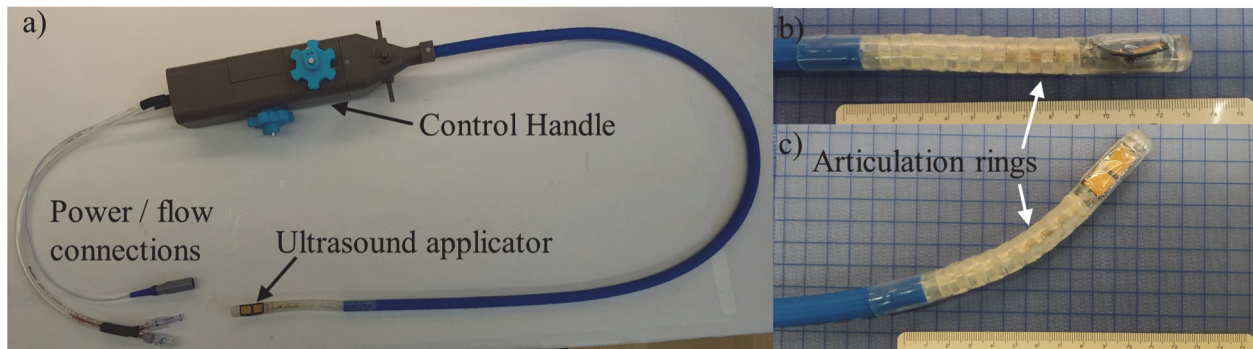 a)
Control Handle
Power / flow
connections
Ultrasound applicator
b)
c)
Articulation rings